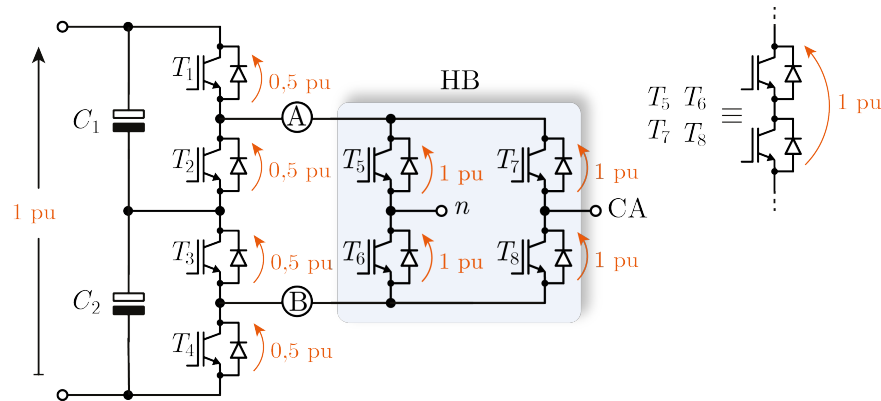 1 pu
C1
C2
T1
0,5 pu
T2
0,5 pu
T3
0,5 pu
T4
0,5 pu
A
B
HB
T5
1 pu
T7
1 pu
n
CA
T6
1 pu
T8
1 pu
T5 T6
T7 T8
≡
1 pu